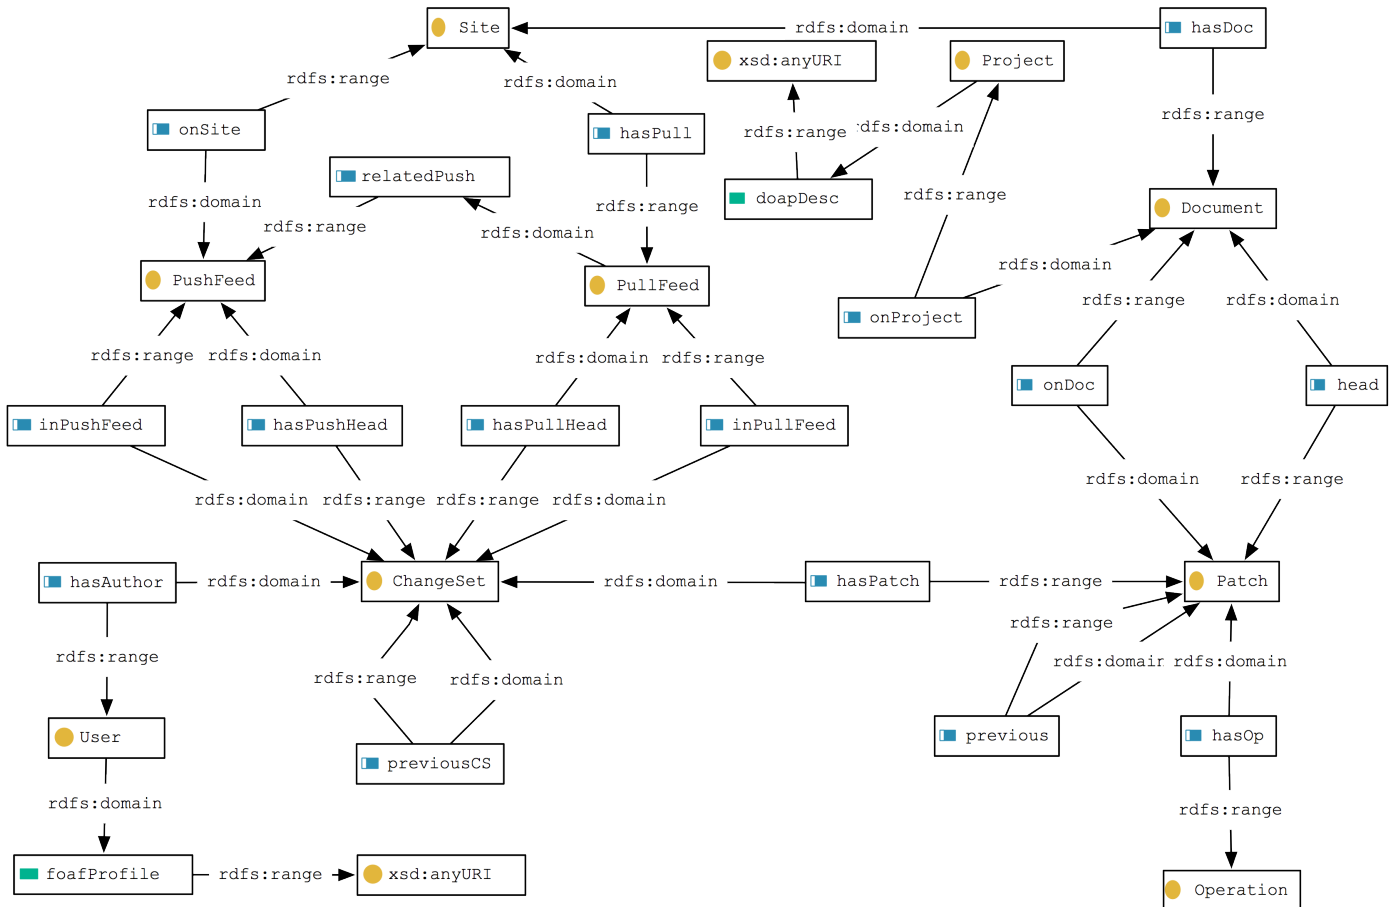 Site
rdfs:domain
hasDoc
xsd:anyURI
Project
rdfs:range
rdfs:domain
rdfs:range
onSite
hasPull
rdfs:range
rdfs:domain
relatedPush
doapDesc
rdfs:range
rdfs:domain
rdfs:range
Document
rdfs:range
rdfs:domain
rdfs:domain
PushFeed
PullFeed
rdfs:range
rdfs:domain
onProject
rdfs:range
rdfs:domain
rdfs:domain
rdfs:range
onDoc
head
inPushFeed
hasPushHead
hasPullHead
inPullFeed
rdfs:domain
rdfs:range
rdfs:domain
rdfs:range
rdfs:range
rdfs:domain
hasAuthor
rdfs:domain
ChangeSet
rdfs:domain
hasPatch
rdfs:range
Patch
rdfs:range
rdfs:range
rdfs:domain
rdfs:domain
rdfs:range
rdfs:domain
User
previous
hasOp
previousCS
rdfs:domain
rdfs:range
foafProfile
rdfs:range
xsd:anyURI
Operation